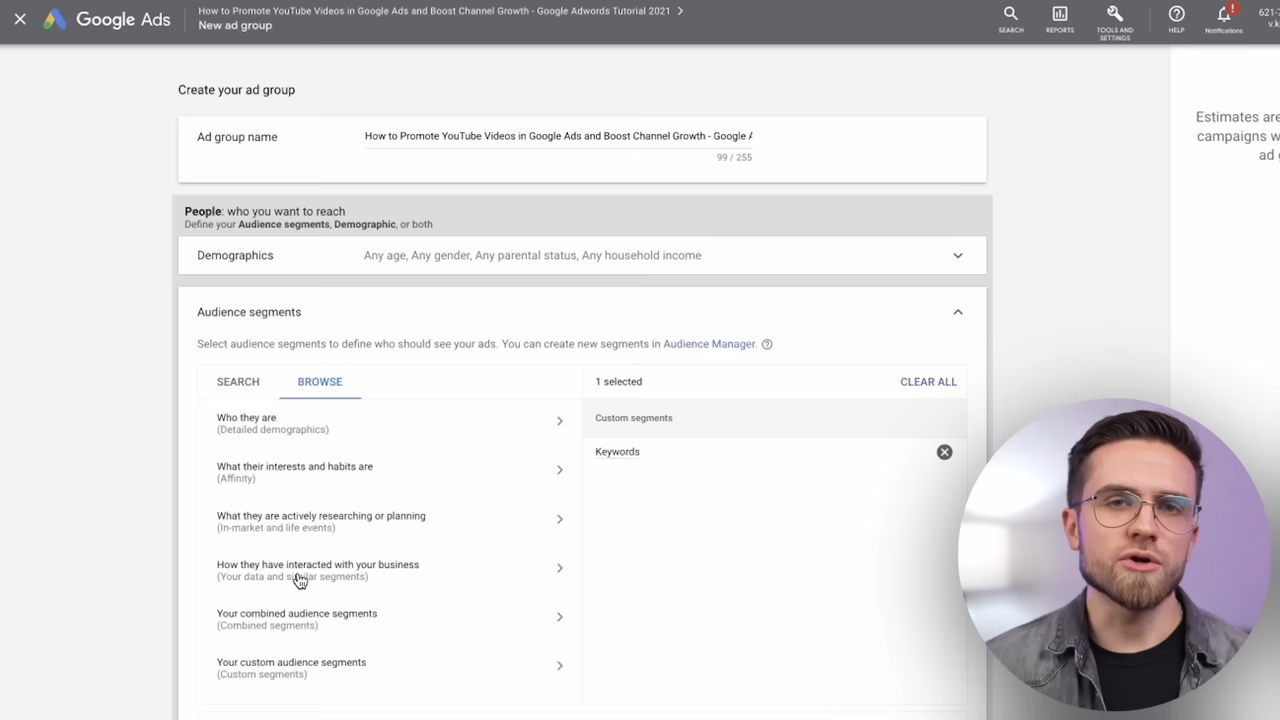 Google Ads
How to Promote YouTube Videos in Google Ads and Boost Channel Growth - Google Adwords Tutorial 2021
New ad group
SEARCH
REPORTS
TOOLS AND
SETTINGS
HELP
Notifications
!
621-
v.k
Create your ad group
Ad group name
How to Promote YouTube Videos in Google Ads and Boost Channel Growth - Google
99 / 255
Estimates are
campaigns w
ad
People: who you want to reach
Define your Audience segments, Demographic, or both
Demographics
Any age, Any gender, Any parental status, Any household income
Audience segments
Select audience segments to define who should see your ads. You can create new segments in Audience Manager.
SEARCH
BROWSE
1 selected
CLEAR ALL
Who they are
(Detailed demographics)
Custom segments
Keywords
What their interests and habits are
(Affinity)
What they are actively researching or planning
(In-market and life events)
How they have interacted with your business
(Your data and similar segments)
Your combined audience segments
(Combined segments)
Your custom audience segments
(Custom segments)